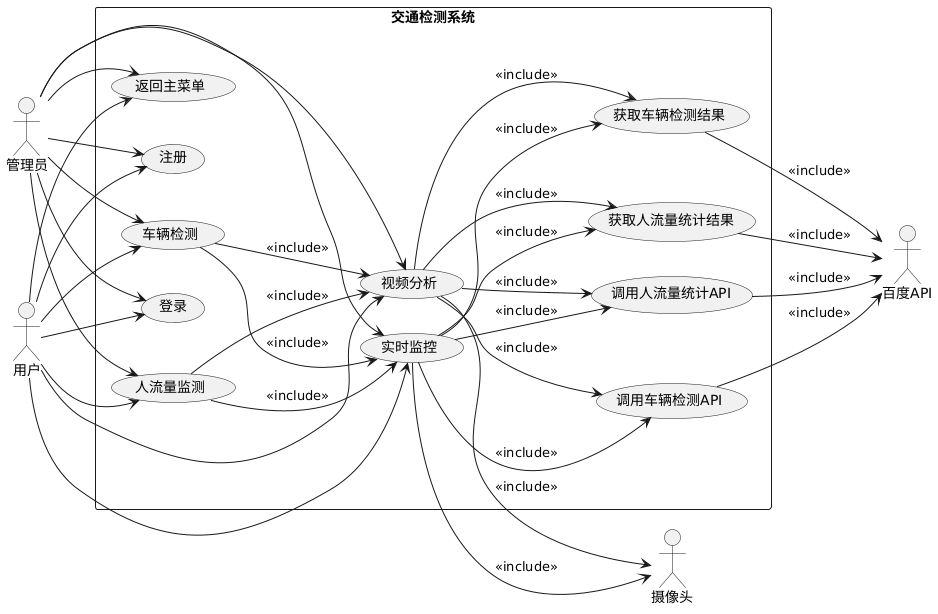 交通检测系统
<<include>>
返回主菜单
获取车辆检测结果
管理员
<<include>>
注册
<<include>>
<<include>>
获取人流量统计结果
车辆检测
<<include>>
<<include>>
<<include>>
视频分析
<<include>>
调用人流量统计API
百度API
登录
<<include>>
<<include>>
用户
<<include>>
实时监控
<<include>>
人流量监测
<<include>>
调用车辆检测API
<<include>>
<<include>>
<<include>>
摄像头